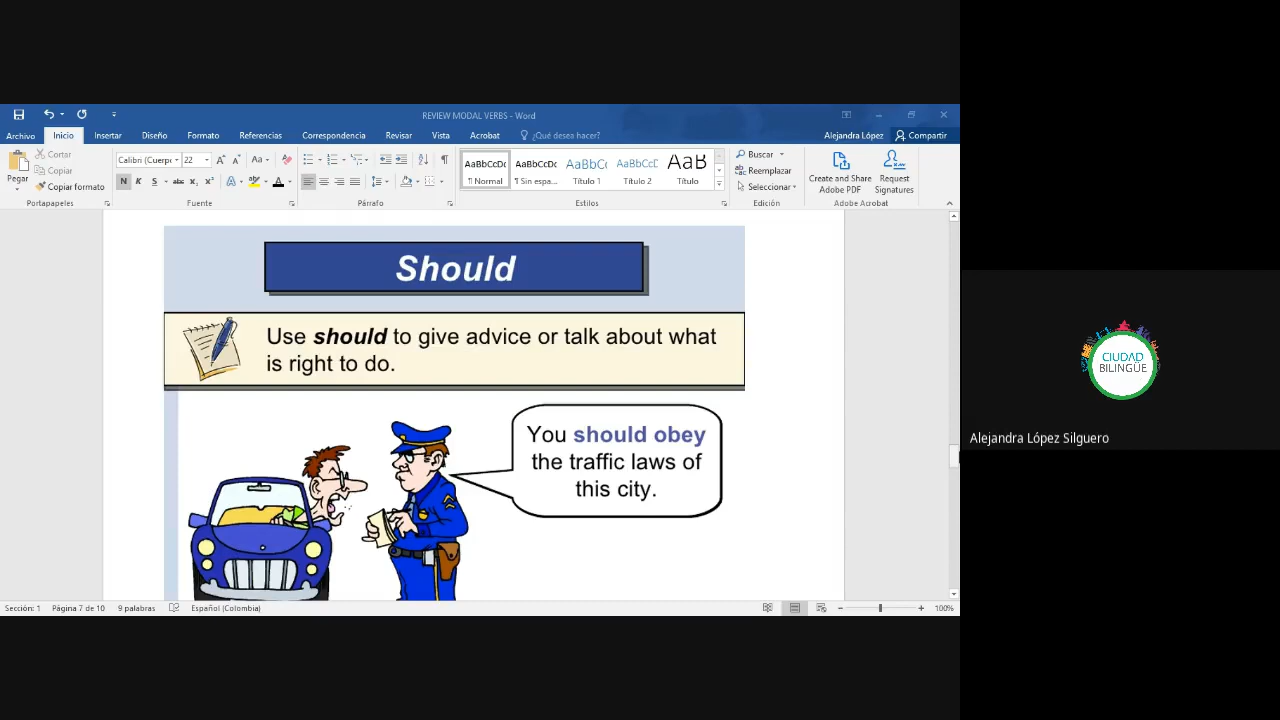 REVIEW MODAL VERBS - Word
Archivo Inicio Insertar Diseño Formato Referencias Correspondencia Revisar Vista Acrobat ¿Qué desea hacer? Alejandra López Compartir
Pegar
Cortar
Copiar
Copiar formato
Portapapeles
Calibri (Cuerp 22
Fuente
Párrafo
AaBbCcDc AaBbCcDc AaBbCc AaBbCcD AaB
¶ Normal ¶ Sin espa... Título 1 Título 2 Título
Estilos
Buscar
Reemplazar
Seleccionar
Edición
Create and Share
Adobe PDF
Request
Signatures
Adobe Acrobat
Should
Use should to give advice or talk about what
is right to do.
You should obey
the traffic laws of
this city.
CIUDAD
BILINGÜE
Alejandra López Silguero
Sección: 1 Página 7 de 10 9 palabras Español (Colombia) 100%